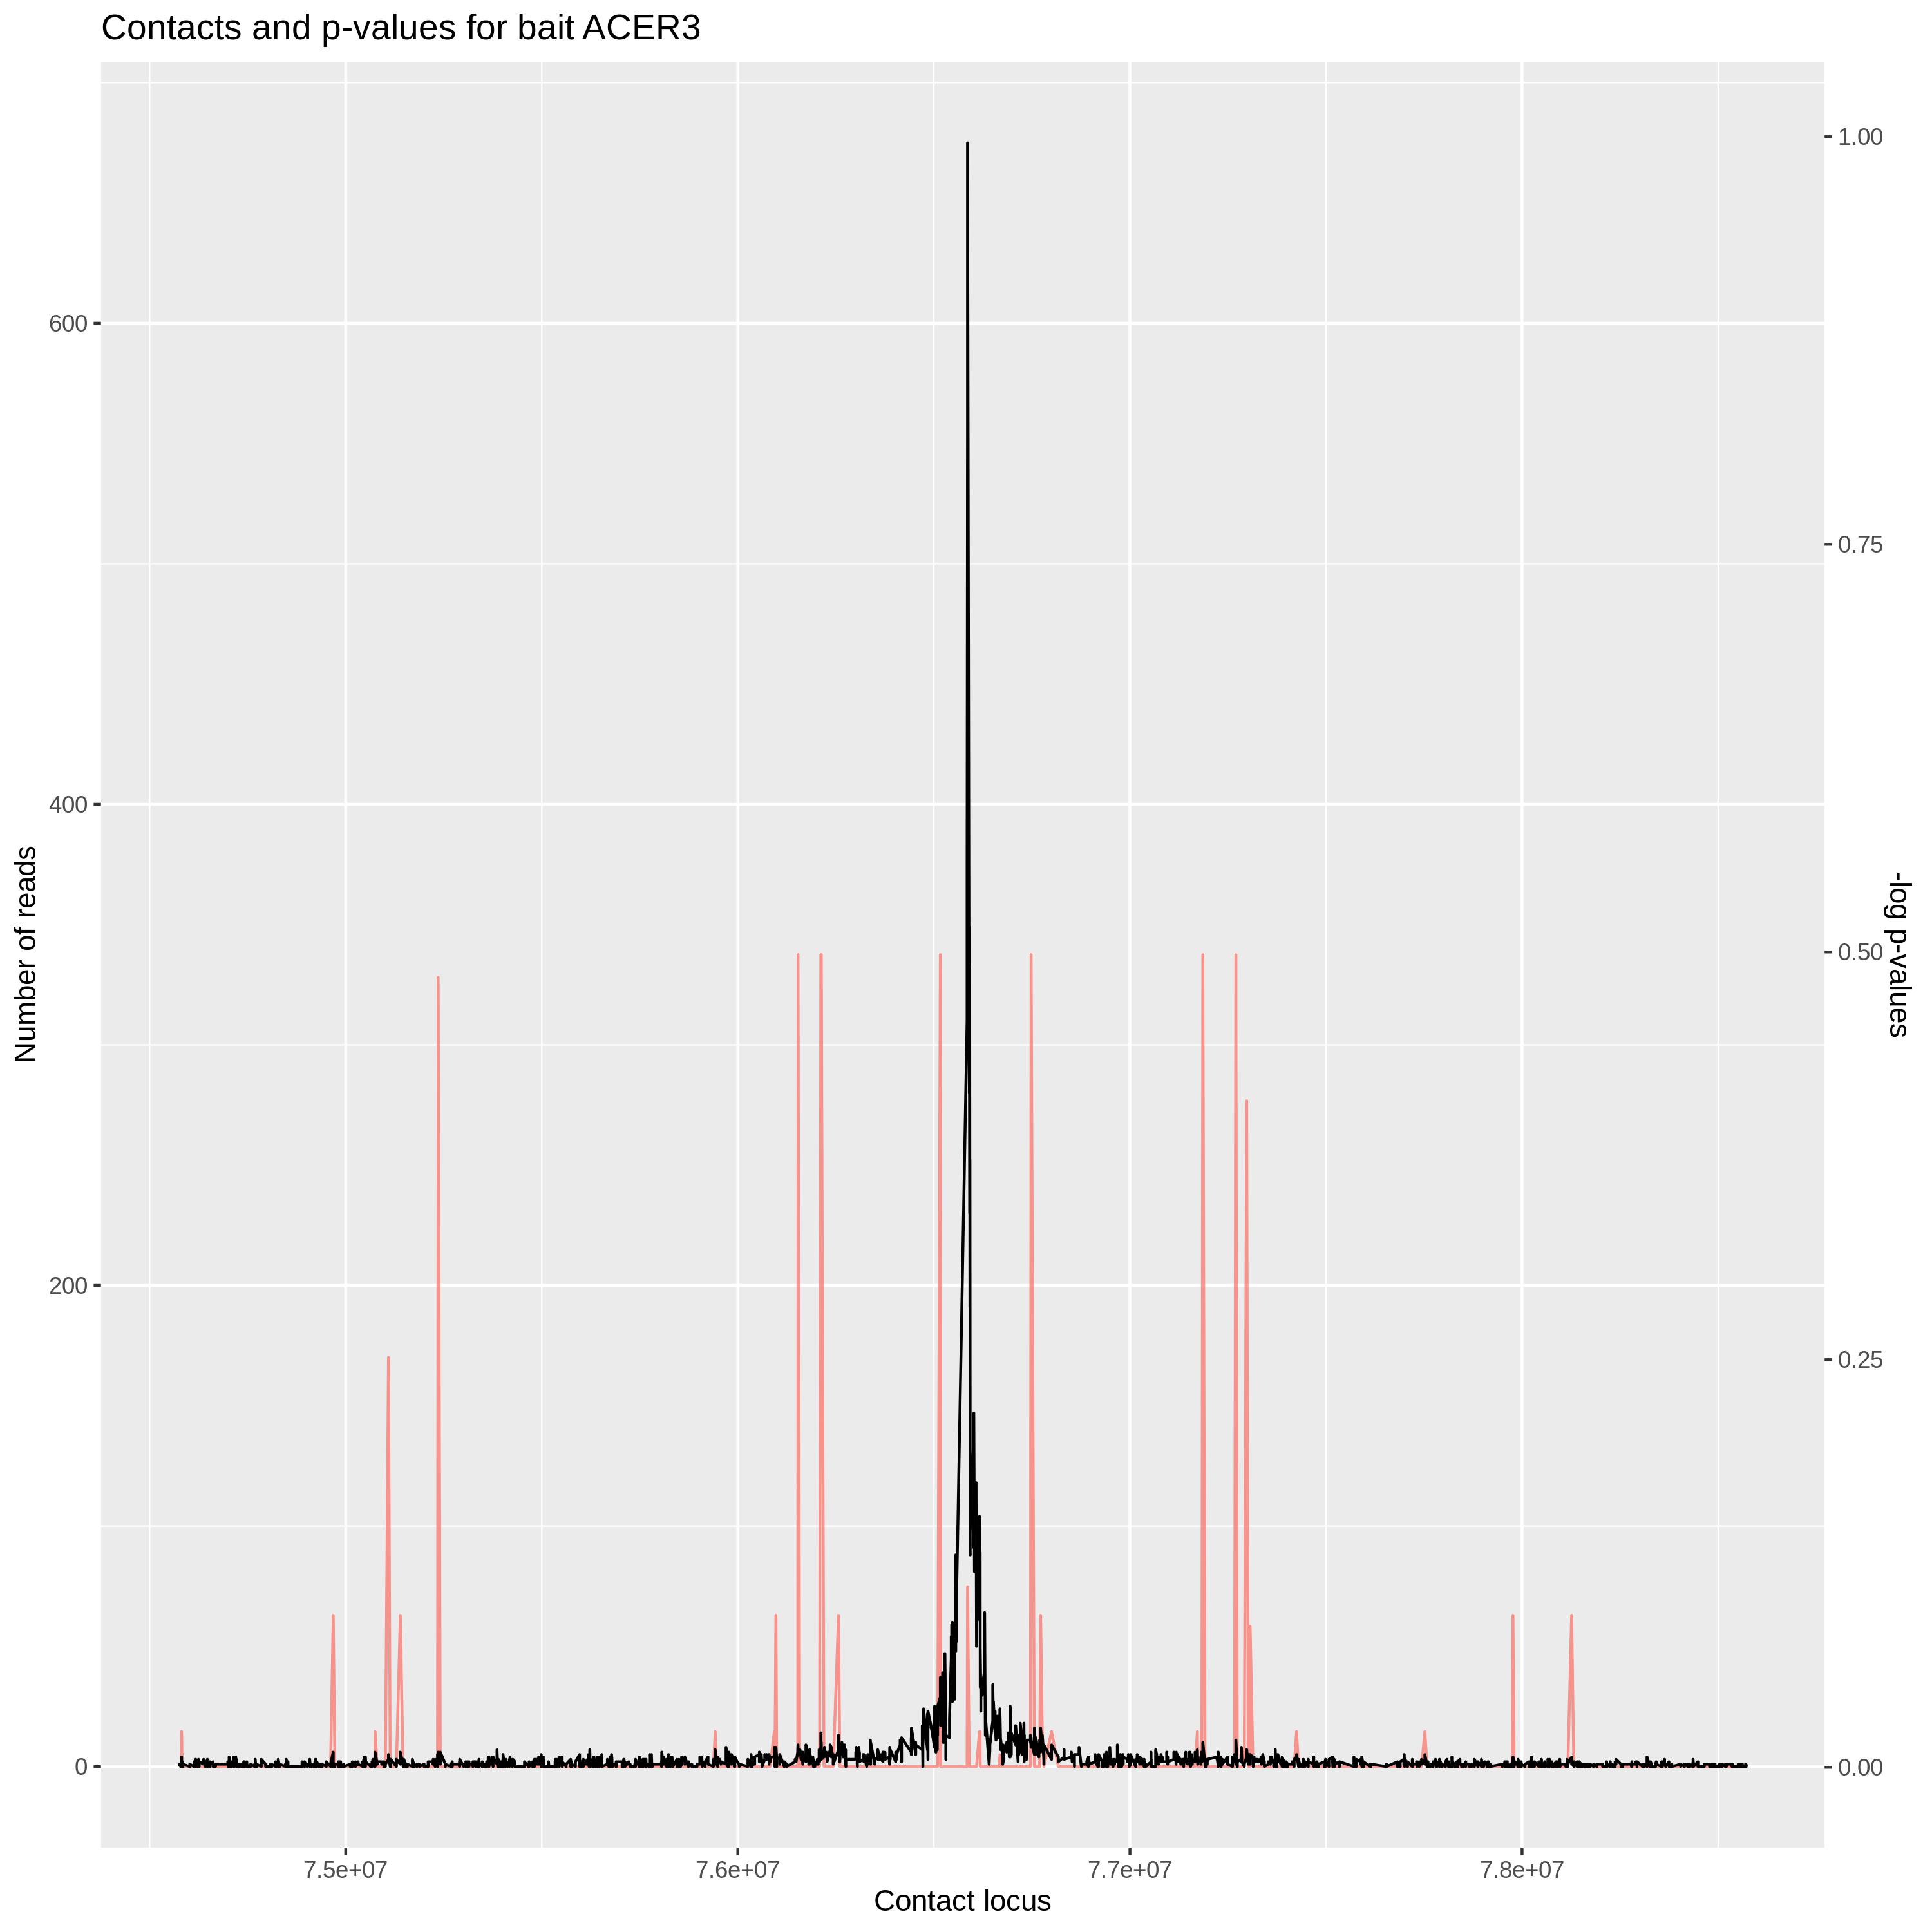 Contacts and p-values for bait ACER3
Number of reads
600
400
200
0
1.00
0.75
0.50
0.25
0.00
-log p-values
7.5e+07
7.6e+07
7.7e+07
7.8e+07
Contact locus